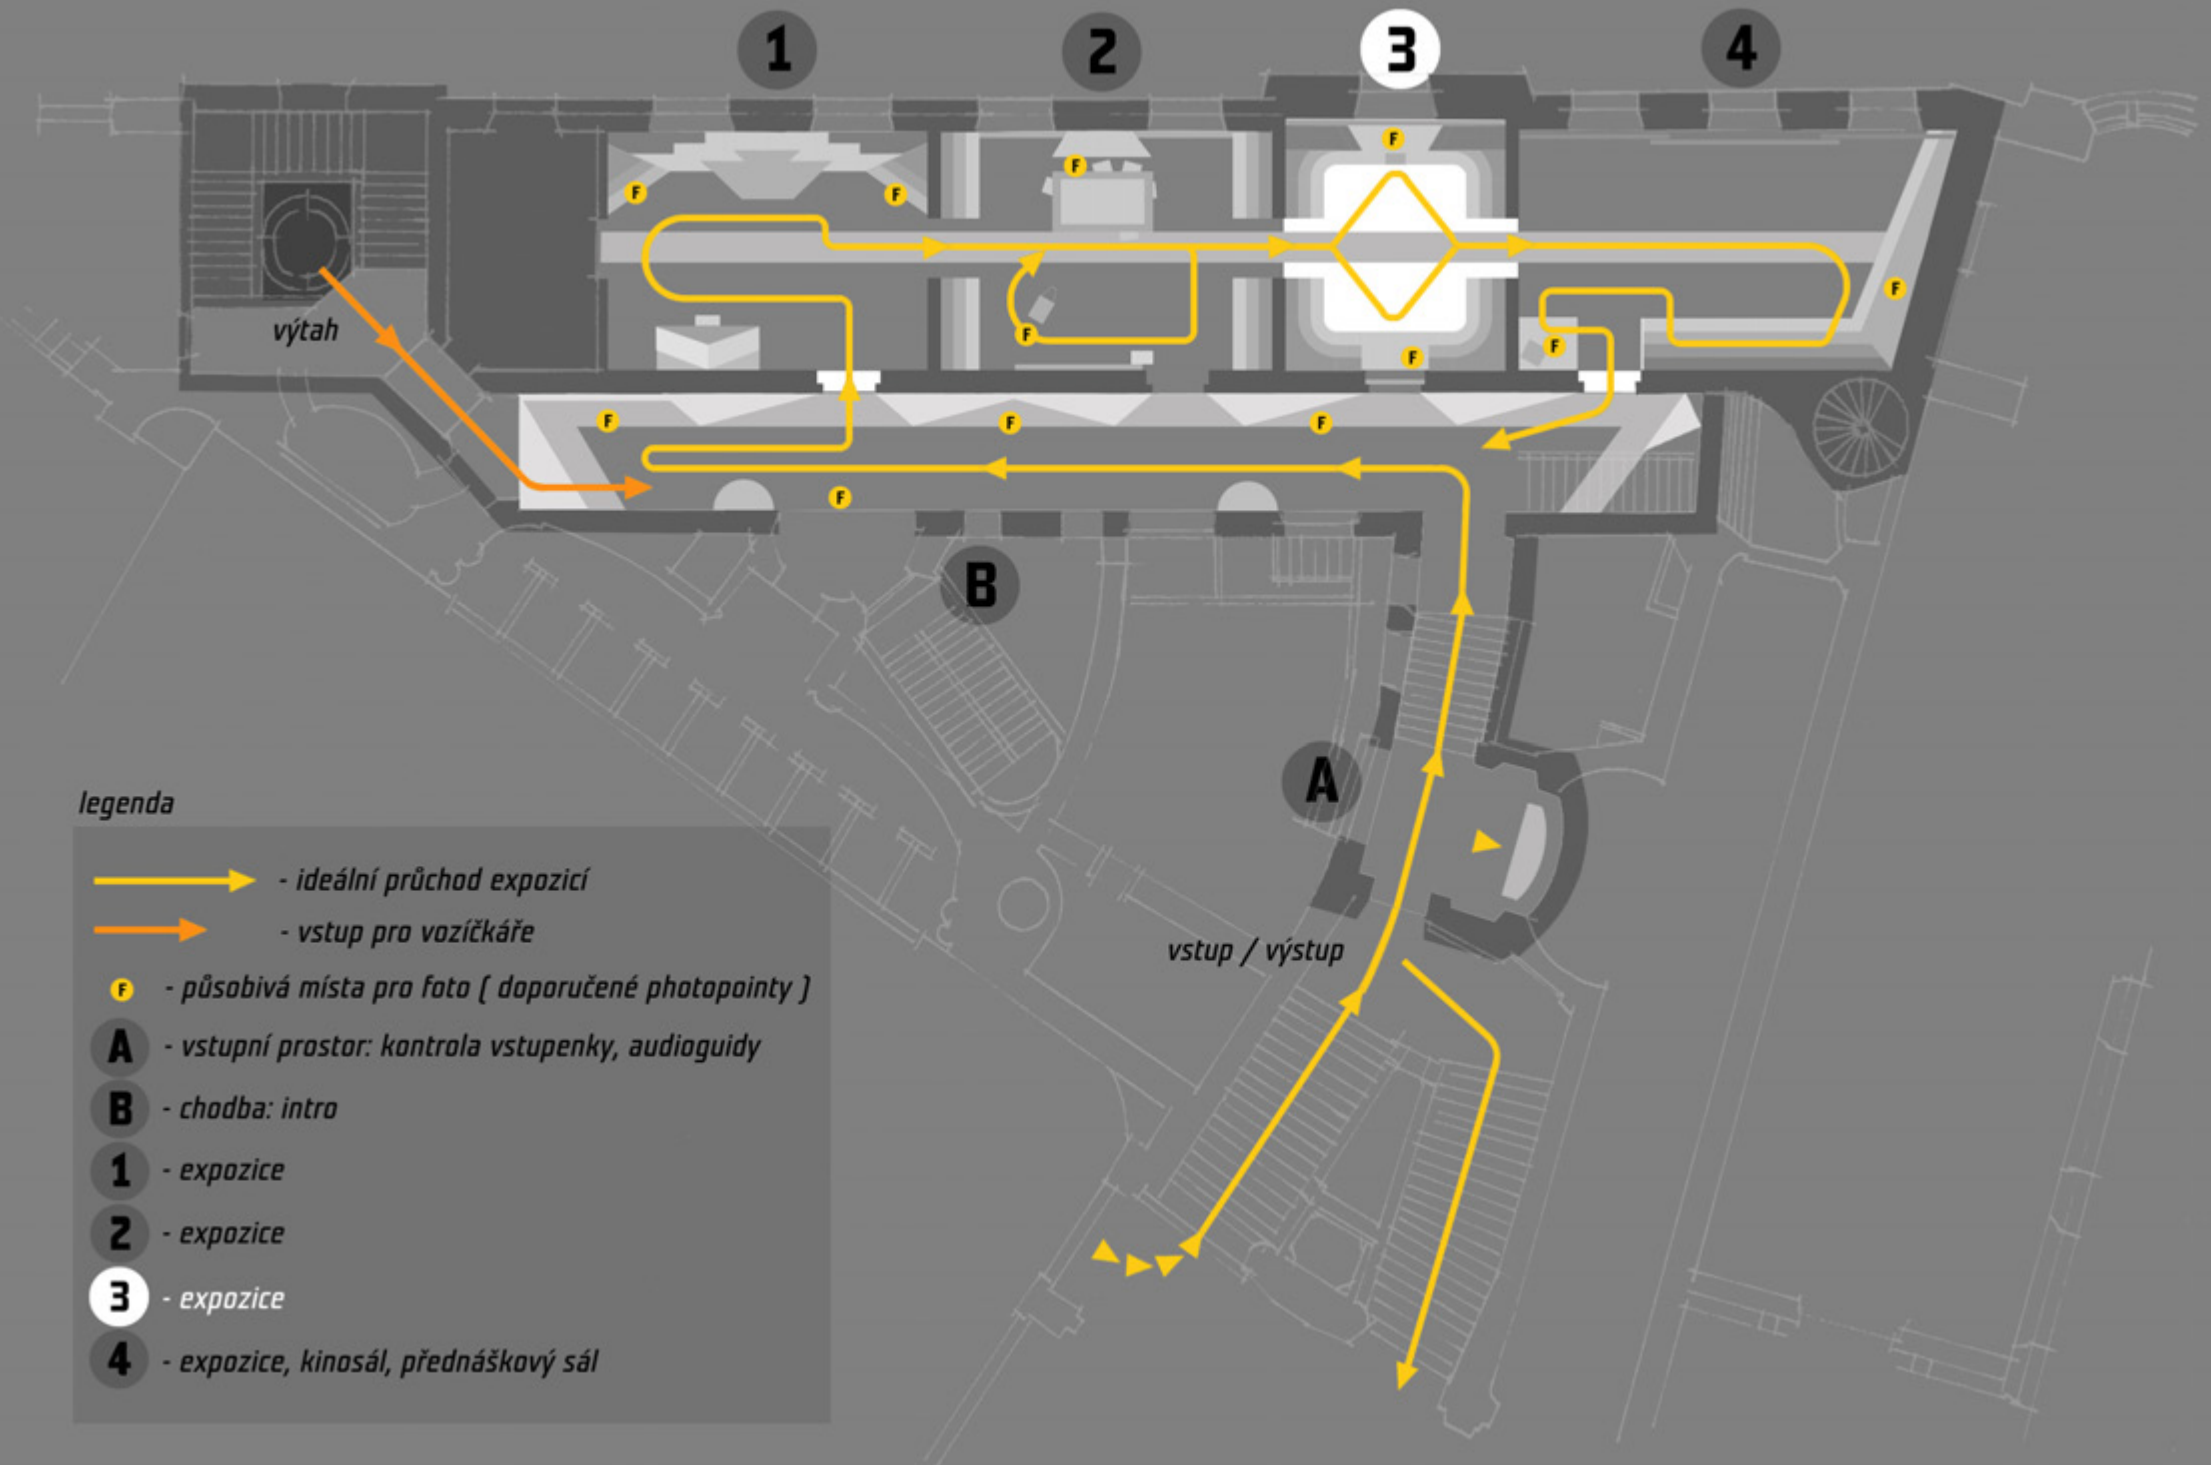 1
2
3
4
F
F
F
F
F
F
F
F
F
F
F
F
F
výtah
B
A
vstup / výstup
legenda
- ideální průchod expozicí
- vstup pro vozíčkáře
F - působivá místa pro foto ( doporučené photopointy )
A - vstupní prostor: kontrola vstupenky, audioguidy
B - chodba: intro
1 - expozice
2 - expozice
3 - expozice
4 - expozice, kinosál, přednáškový sál